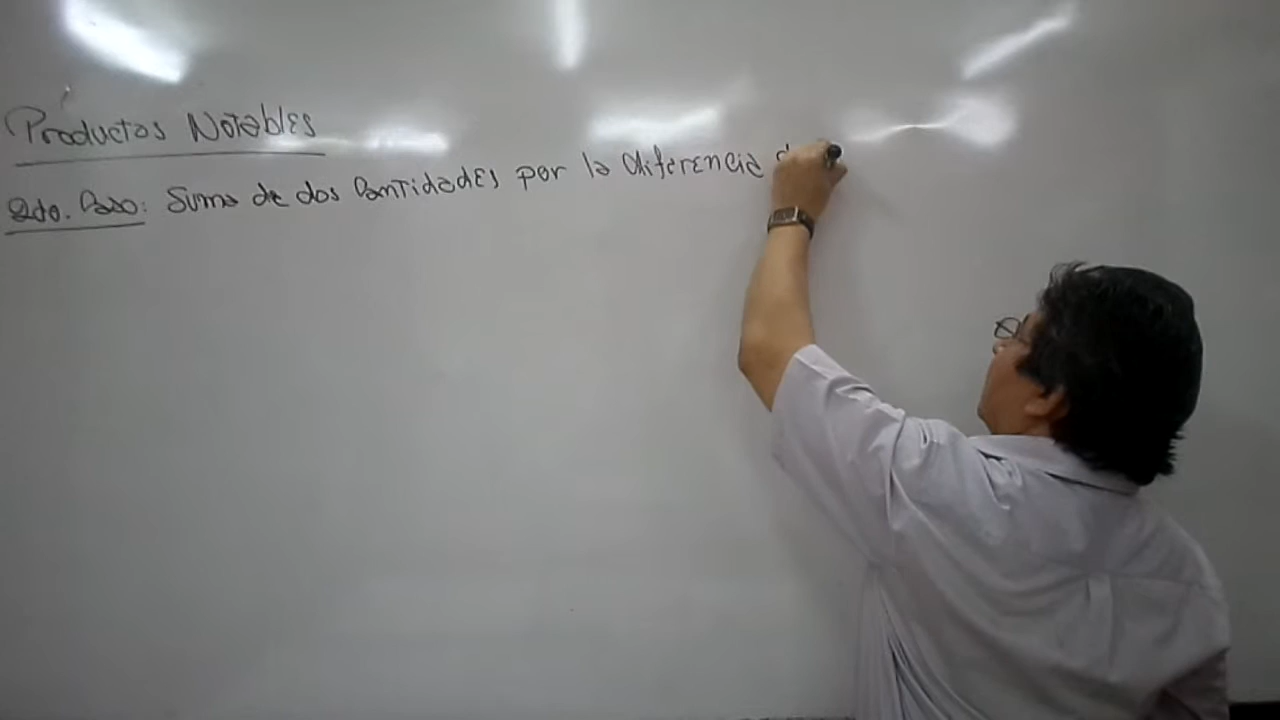 Productos Notables
2do. Caso: Suma de dos Cantidades por la diferencia d